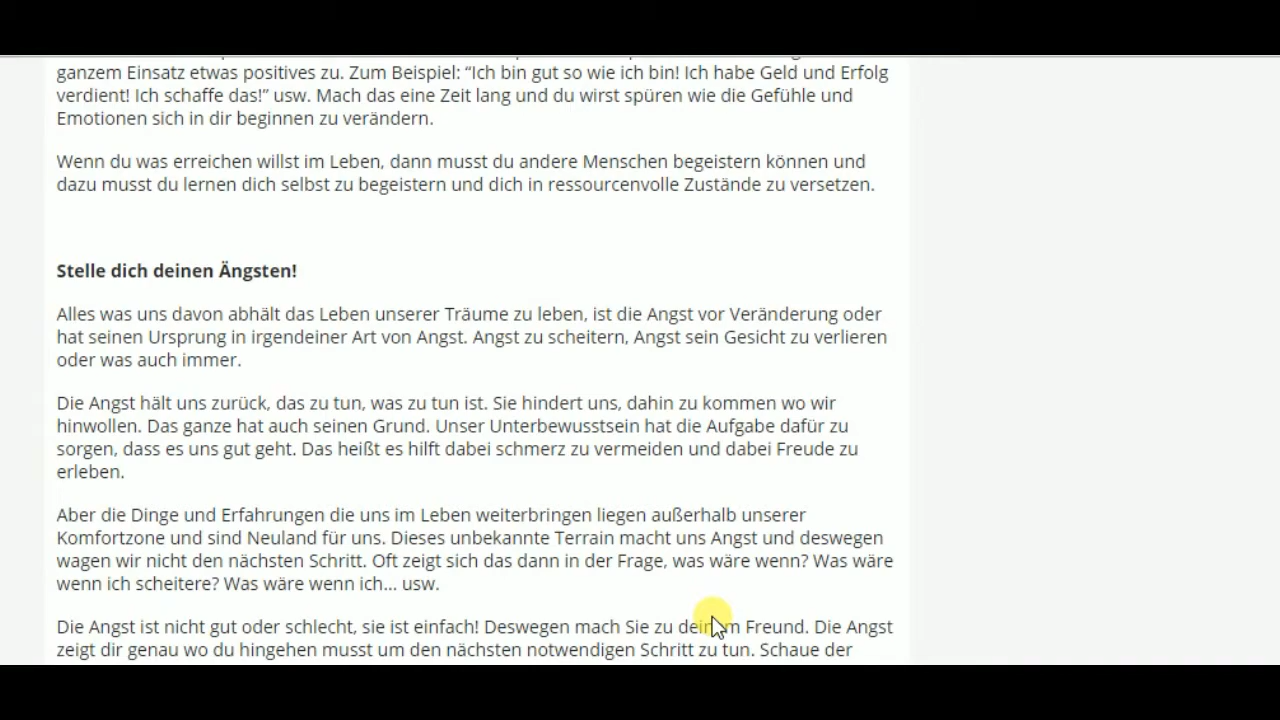 ganzem Einsatz etwas positives zu. Zum Beispiel: “Ich bin gut so wie ich bin! Ich habe Geld und Erfolg
verdient! Ich schaffe das!” usw. Mach das eine Zeit lang und du wirst spüren wie die Gefühle und
Emotionen sich in dir beginnen zu verändern.
Wenn du was erreichen willst im Leben, dann musst du andere Menschen begeistern können und
dazu musst du lernen dich selbst zu begeistern und dich in ressourcenvolle Zustände zu versetzen.
Stelle dich deinen Ängsten!
Alles was uns davon abhält das Leben unserer Träume zu leben, ist die Angst vor Veränderung oder
hat seinen Ursprung in irgendeiner Art von Angst. Angst zu scheitern, Angst sein Gesicht zu verlieren
oder was auch immer.
Die Angst hält uns zurück, das zu tun, was zu tun ist. Sie hindert uns, dahin zu kommen wo wir
hinwollen. Das ganze hat auch seinen Grund. Unser Unterbewusstsein hat die Aufgabe dafür zu
sorgen, dass es uns gut geht. Das heißt es hilft dabei schmerz zu vermeiden und dabei Freude zu
erleben.
Aber die Dinge und Erfahrungen die uns im Leben weiterbringen liegen außerhalb unserer
Komfortzone und sind Neuland für uns. Dieses unbekannte Terrain macht uns Angst und deswegen
wagen wir nicht den nächsten Schritt. Oft zeigt sich das dann in der Frage, was wäre wenn? Was wäre
wenn ich scheitere? Was wäre wenn ich... usw.
Die Angst ist nicht gut oder schlecht, sie ist einfach! Deswegen mach Sie zu deinem Freund. Die Angst
zeigt dir genau wo du hingehen musst um den nächsten notwendigen Schritt zu tun. Schaue der